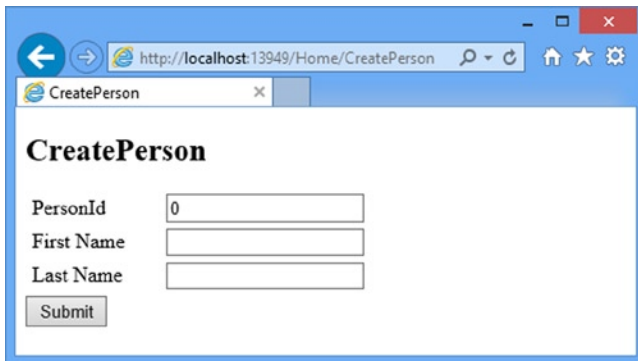 http://localhost:13949/Home/CreatePerson
CreatePerson
CreatePerson
PersonId 0
First Name
Last Name
Submit